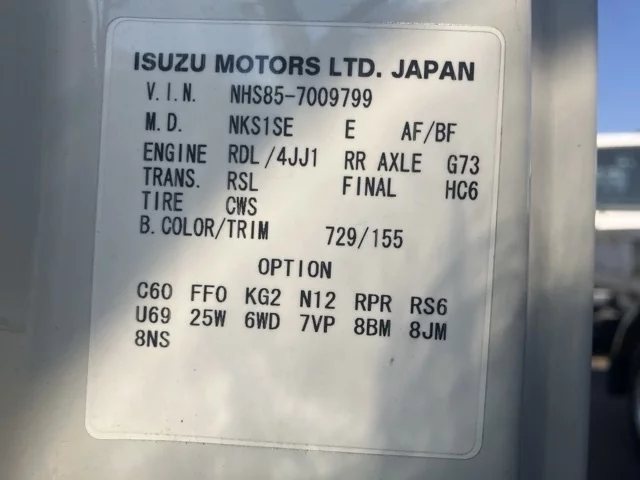 ISUZU MOTORS LTD. JAPAN
V.I.N. NHS85-7009799
M.D. NKS1SE E AF/BF
ENGINE RDL/4JJ1 RR AXLE G73
TRANS. RSL FINAL HC6
TIRE CWS
B.COLOR/TRIM 729/155
OPTION
C60 FF0 KG2 N12 RPR RS6
U69 25W 6WD 7VP 8BM 8JM
8NS